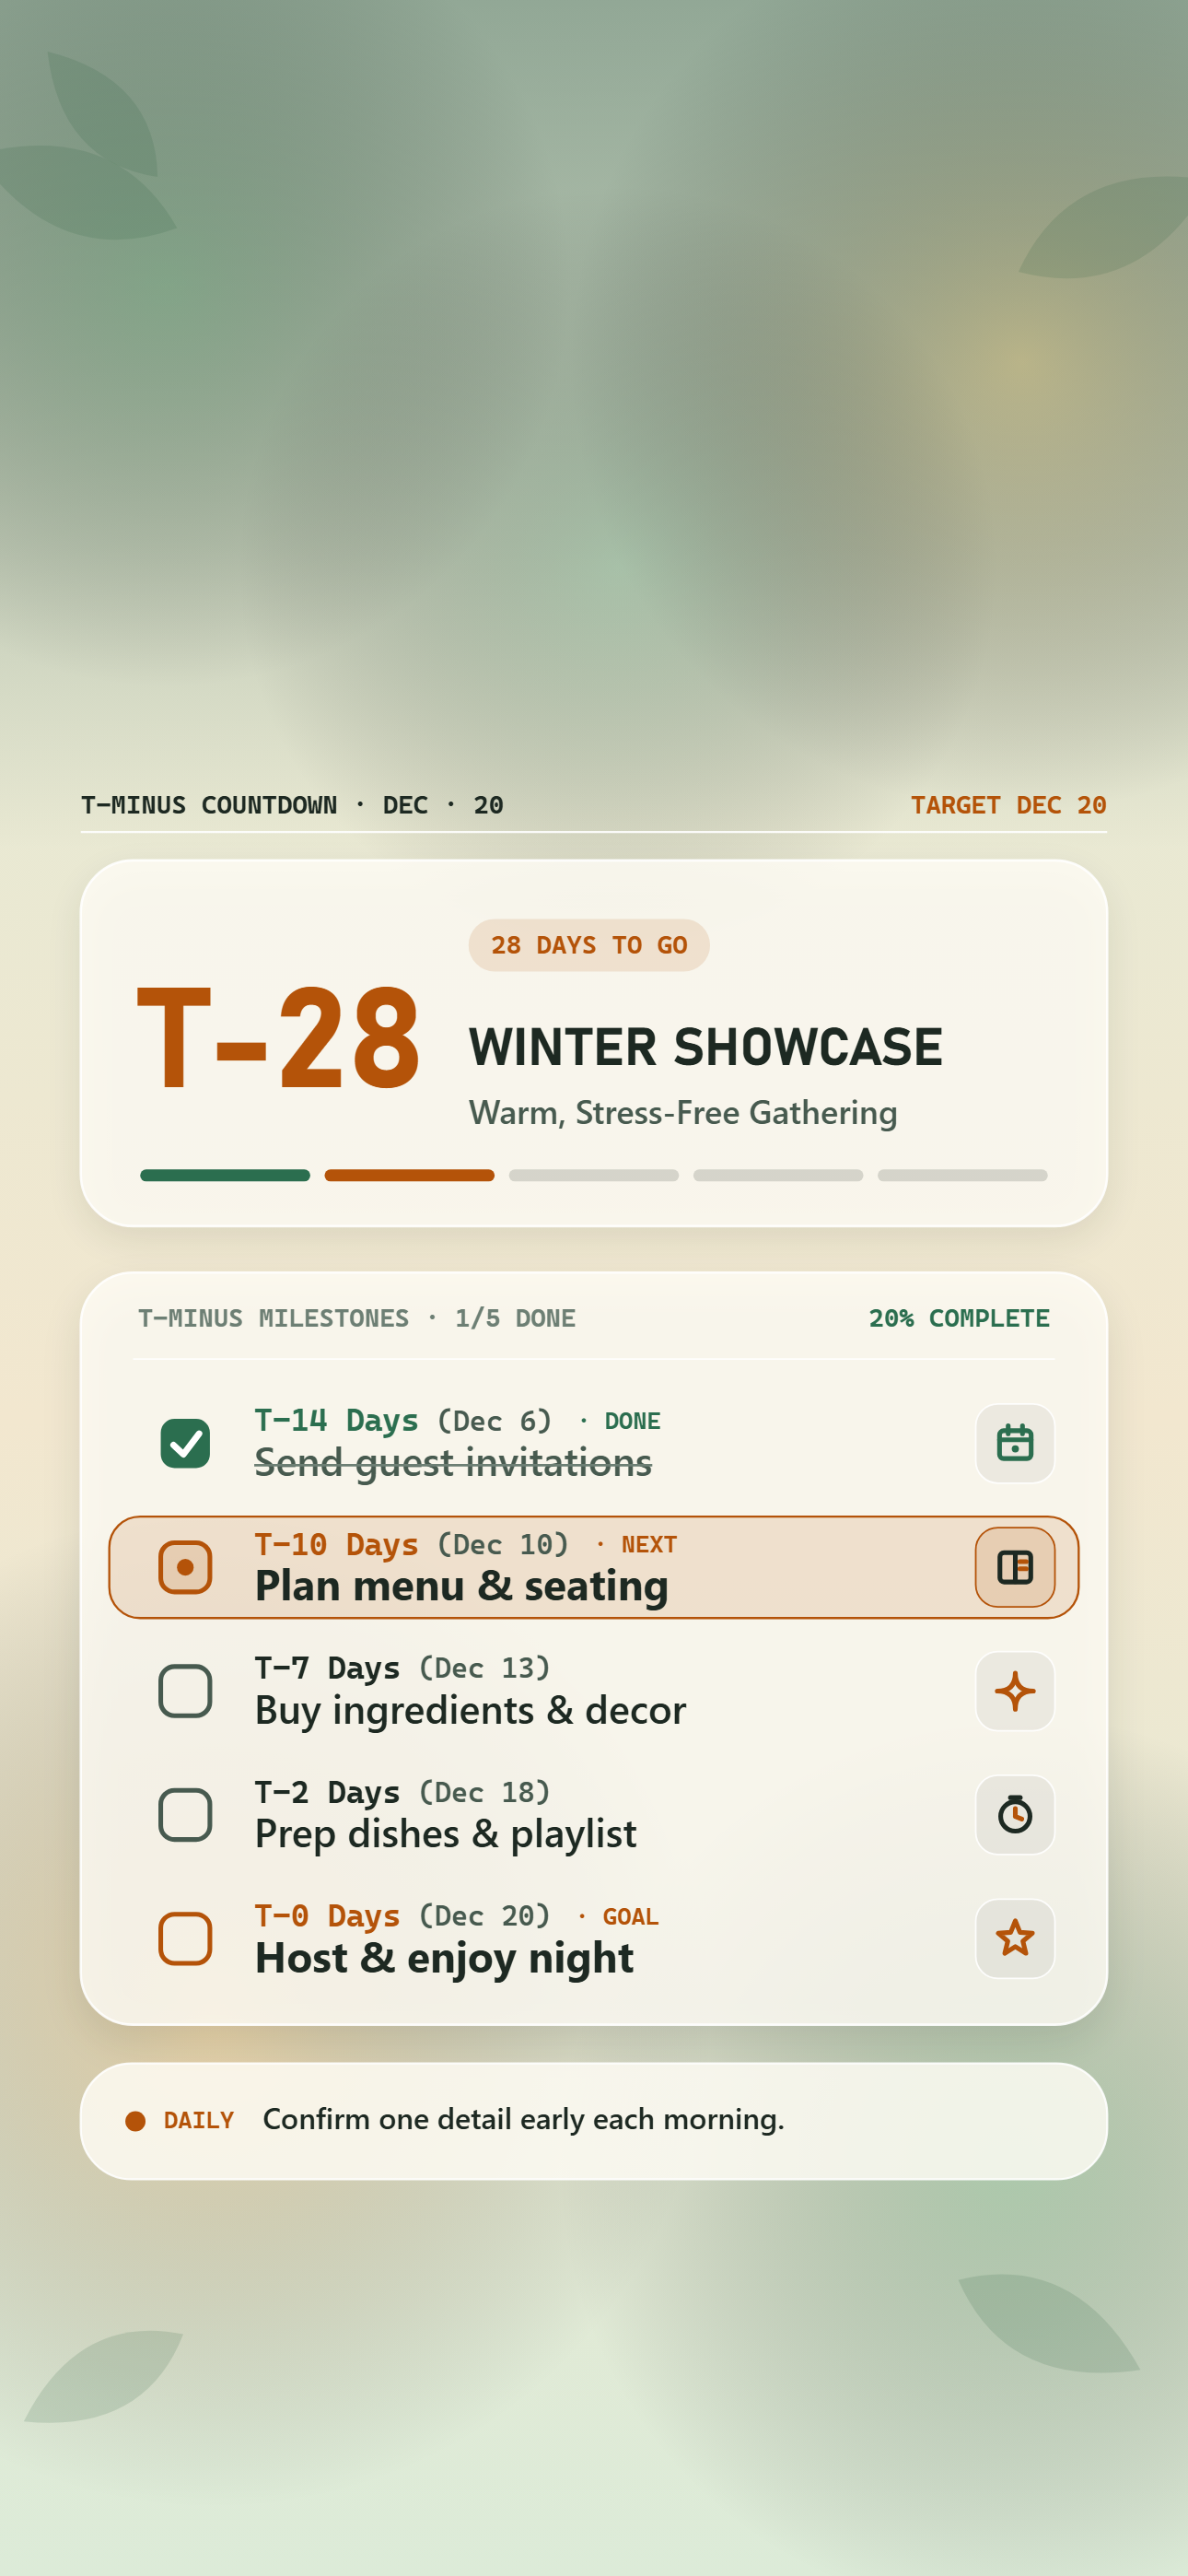 T−MINUS COUNTDOWN · DEC · 20
TARGET DEC 20
28 DAYS TO GO
T-28
WINTER SHOWCASE
Warm, Stress-Free Gathering
T−MINUS MILESTONES · 1/5 DONE
20% COMPLETE
T−14 Days (Dec 6) · DONE
Send guest invitations
T−10 Days (Dec 10) · NEXT
Plan menu & seating
T−7 Days (Dec 13)
Buy ingredients & decor
T−2 Days (Dec 18)
Prep dishes & playlist
T−0 Days (Dec 20) · GOAL
Host & enjoy night
DAILY Confirm one detail early each morning.